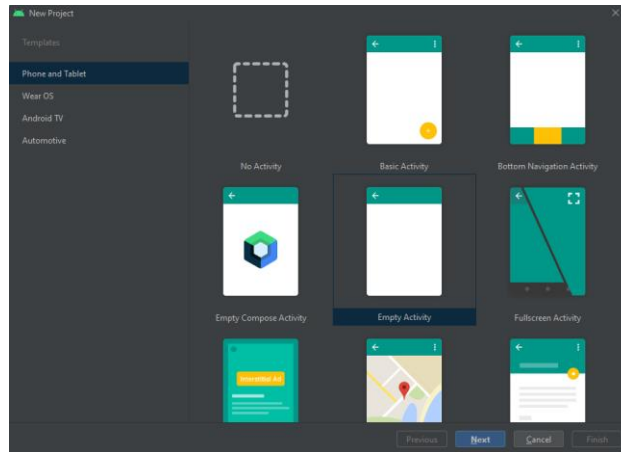 New Project
Templates
Phone and Tablet
Wear OS
Android TV
Automotive
No Activity
Basic Activity
Bottom Navigation Activity
Empty Compose Activity
Empty Activity
Fullscreen Activity
Interstitial Ad
Previous
Next
Cancel
Finish